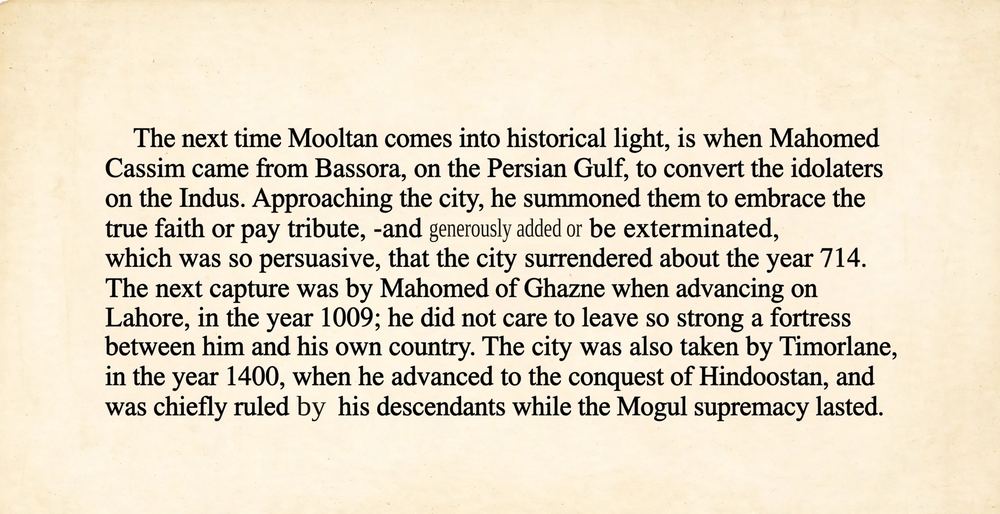 The next time Mooltan comes into historical light, is when Mahomed
Cassim came from Bassora, on the Persian Gulf, to convert the idolaters
on the Indus. Approaching the city, he summoned them to embrace the
true faith or pay tribute, -and generously added or be exterminated,
which was so persuasive, that the city surrendered about the year 714.
The next capture was by Mahomed of Ghazne when advancing on
Lahore, in the year 1009; he did not care to leave so strong a fortress
between him and his own country. The city was also taken by Timorlane,
in the year 1400, when he advanced to the conquest of Hindoostan, and
was chiefly ruled by his descendants while the Mogul supremacy lasted.